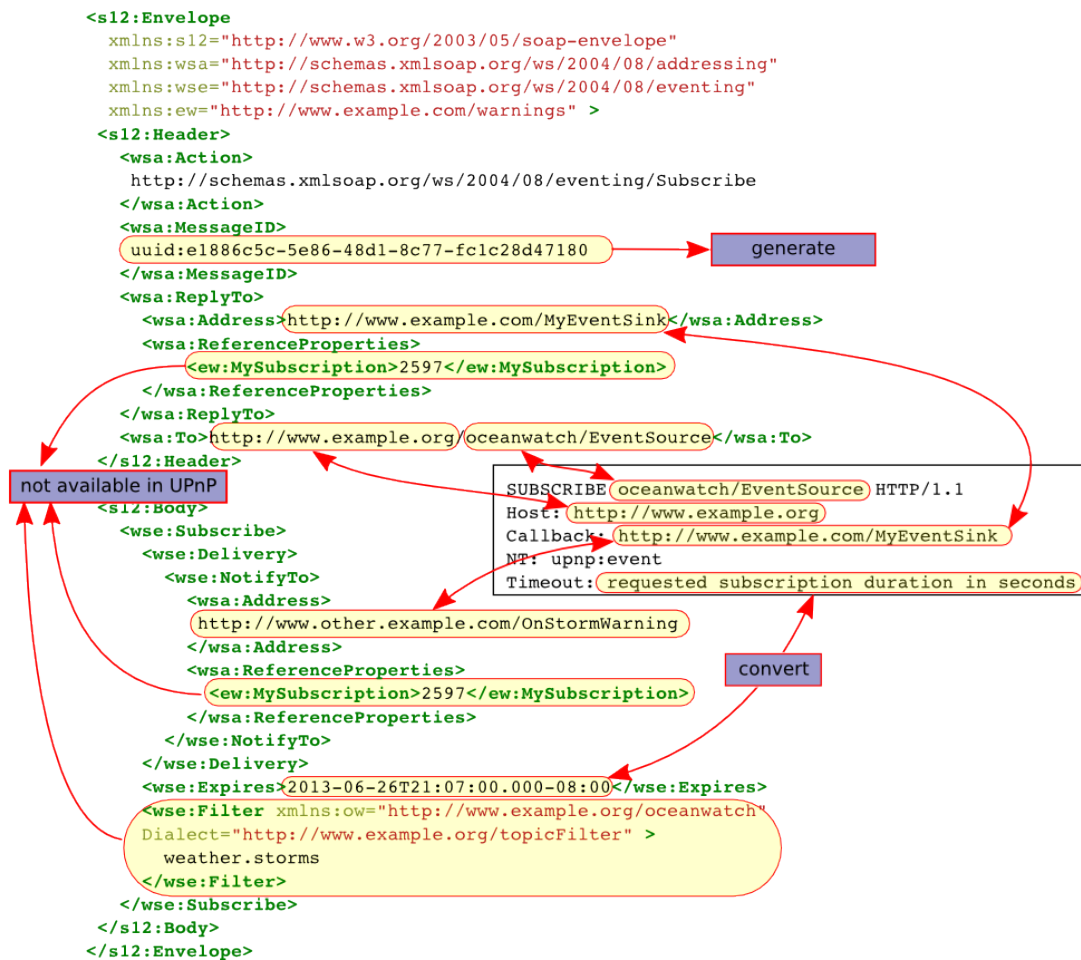 <s12:Envelope
xmlns:s12="http://www.w3.org/2003/05/soap-envelope"
xmlns:wsa="http://schemas.xmlsoap.org/ws/2004/08/addressing"
xmlns:wse="http://schemas.xmlsoap.org/ws/2004/08/eventing"
xmlns:ew="http://www.example.com/warnings" >
<s12:Header>
<wsa:Action>
http://schemas.xmlsoap.org/ws/2004/08/eventing/Subscribe
</wsa:Action>
<wsa:MessageID>
uuid:e1886c5c-5e86-48d1-8c77-fc1c28d47180
generate
</wsa:MessageID>
<wsa:ReplyTo>
<wsa:Address>http://www.example.com/MyEventSink</wsa:Address>
<wsa:ReferenceProperties>
<ew:MySubscription>2597</ew:MySubscription>
</wsa:ReferenceProperties>
</wsa:ReplyTo>
<wsa:To>http://www.example.org/oceanwatch/EventSource</wsa:To>
</s12:Header>
not available in UPnP
<s12:Body>
<wse:Subscribe>
<wse:Delivery>
<wse:NotifyTo>
<wsa:Address>
http://www.other.example.com/OnStormWarning
</wsa:Address>
<wsa:ReferenceProperties>
<ew:MySubscription>2597</ew:MySubscription>
</wsa:ReferenceProperties>
</wse:NotifyTo>
</wse:Delivery>
<wse:Expires>2013-06-26T21:07:00.000-08:00</wse:Expires>
<wse:Filter xmlns:ow="http://www.example.org/oceanwatch"
Dialect="http://www.example.org/topicFilter" >
weather.storms
</wse:Filter>
</wse:Subscribe>
</s12:Body>
</s12:Envelope>
SUBSCRIBE oceanwatch/EventSource HTTP/1.1
Host: http://www.example.org
Callback: http://www.example.com/MyEventSink
NT: upnp:event
Timeout: requested subscription duration in seconds
convert